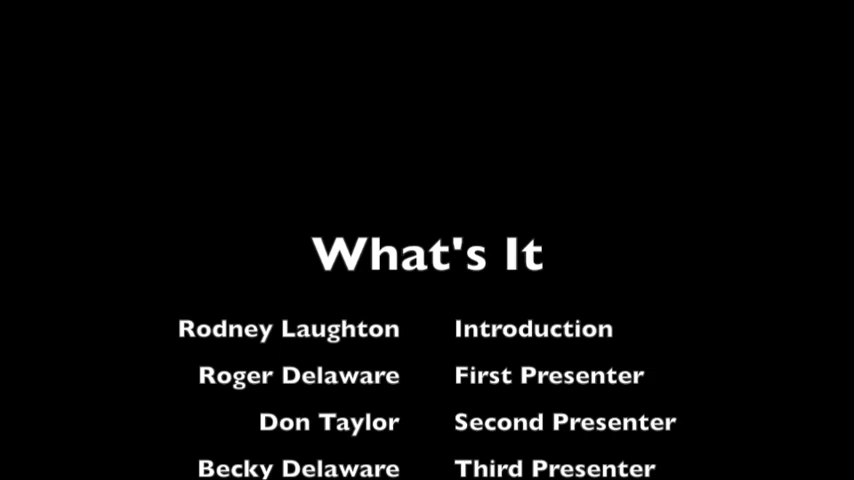 What's It
Rodney Laughton Introduction
Roger Delaware First Presenter
Don Taylor Second Presenter
Becky Delaware Third Presenter